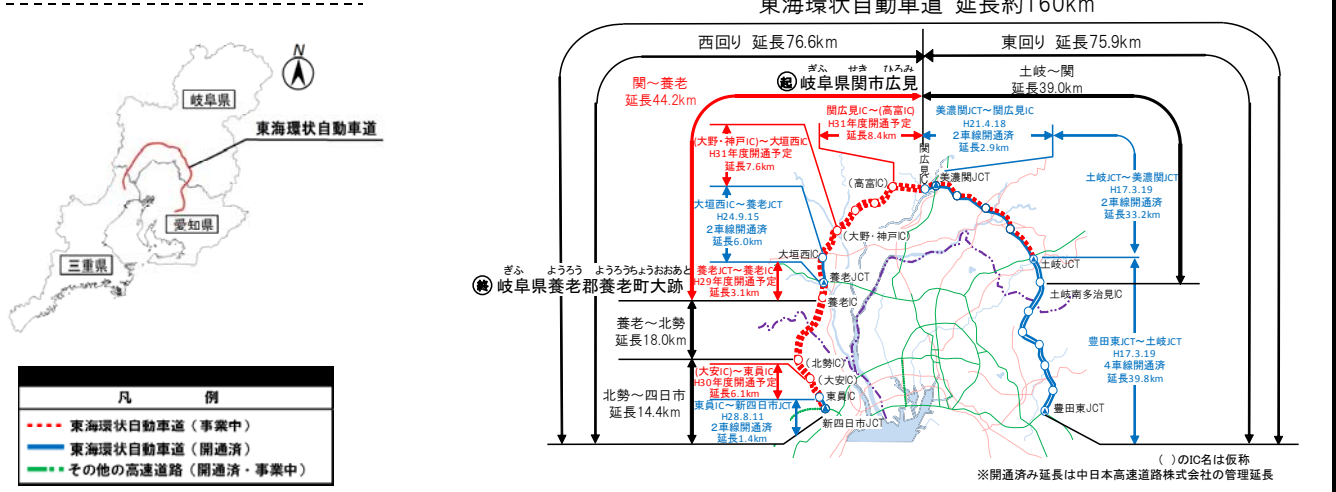 東海環状自動車道 延長約160km
西回り 延長76.6km
東回り 延長75.9km
N
岐阜県
東海環状自動車道
愛知県
三重県
関～養老
延長44.2km
ぎふ せき ひろみ
起 岐阜県関市広見
土岐～関
延長39.0km
関広見IC～(高富IC)
H31年度開通予定
延長8.4km
美濃関JCT～関広見IC
H21.4.18
2車線開通済
延長2.9km
(大野・神戸IC)～大垣西IC
H31年度開通予定
延長7.6km
関広見IC
美濃関JCT
(高富IC)
土岐JCT～美濃関JCT
H17.3.19
2車線開通済
延長33.2km
大垣西IC～養老JCT
H24.9.15
2車線開通済
延長6.0km
(大野・神戸IC)
大垣西IC
土岐JCT
ぎふ ようろう ようろうちょうおおあと
終 岐阜県養老郡養老町大跡
養老JCT～養老IC
H29年度開通予定
延長3.1km
養老JCT
養老IC
土岐南多治見IC
養老～北勢
延長18.0km
豊田東JCT～土岐JCT
H17.3.19
4車線開通済
延長39.8km
(北勢IC)
(大安IC)～東員IC
H30年度開通予定
延長6.1km
(大安IC)
北勢～四日市
延長14.4km
東員IC
東員IC～新四日市JCT
H28.8.11
2車線開通済
延長1.4km
新四日市JCT
豊田東JCT
凡 例
東海環状自動車道（事業中）
東海環状自動車道（開通済）
その他の高速道路（開通済・事業中）
( )のIC名は仮称
※開通済み延長は中日本高速道路株式会社の管理延長